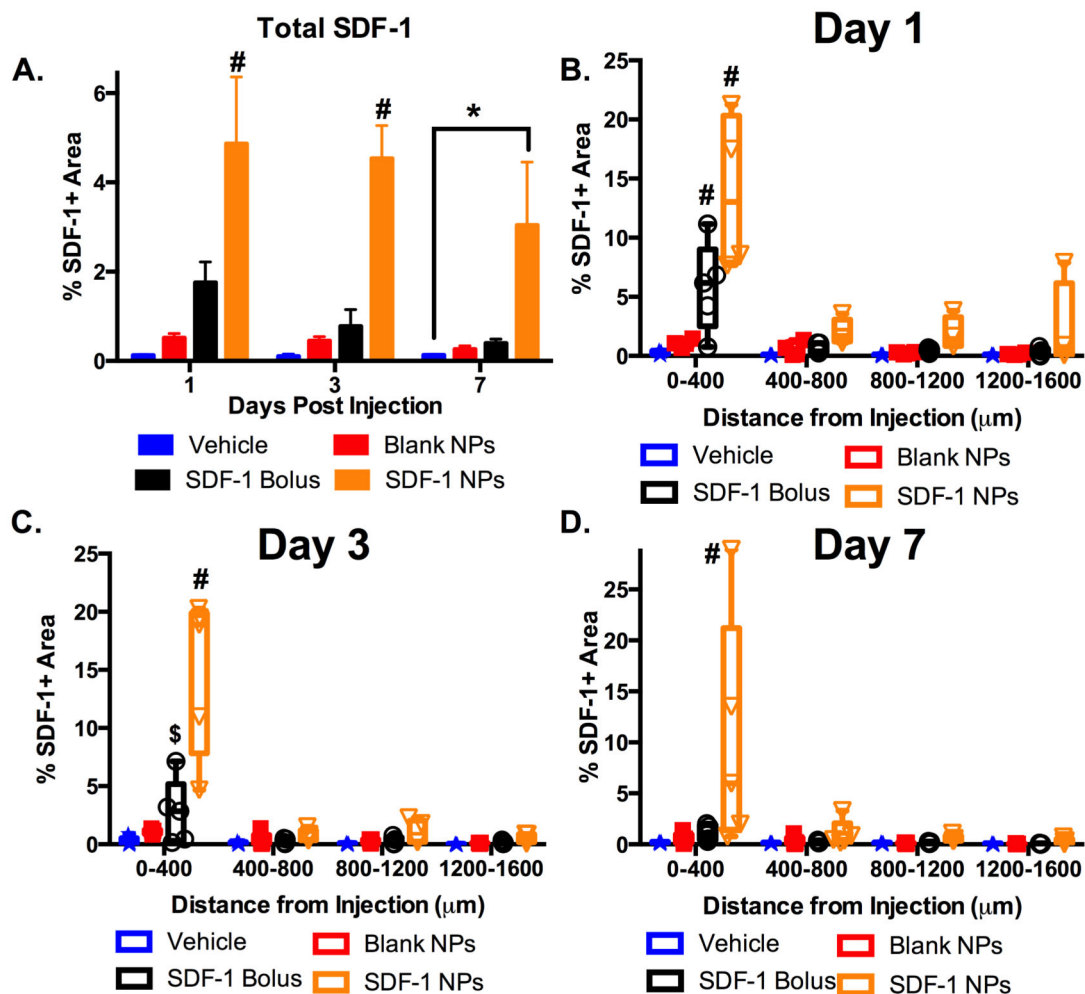 A.
Total SDF-1
% SDF-1+ Area
6
4
2
0
#
#
*
1 3 7
Days Post Injection
Vehicle
Blank NPs
SDF-1 Bolus
SDF-1 NPs
B.
Day 1
% SDF-1+ Area
25
20
15
10
5
0
#
#
0-400 400-800 800-1200 1200-1600
Distance from Injection (μm)
Vehicle
Blank NPs
SDF-1 Bolus
SDF-1 NPs
C.
Day 3
% SDF-1+ Area
25
20
15
10
5
0
$
#
0-400 400-800 800-1200 1200-1600
Distance from Injection (μm)
Vehicle
Blank NPs
SDF-1 Bolus
SDF-1 NPs
D.
Day 7
% SDF-1+ Area
25
20
15
10
5
0
#
0-400 400-800 800-1200 1200-1600
Distance from Injection (μm)
Vehicle
Blank NPs
SDF-1 Bolus
SDF-1 NPs